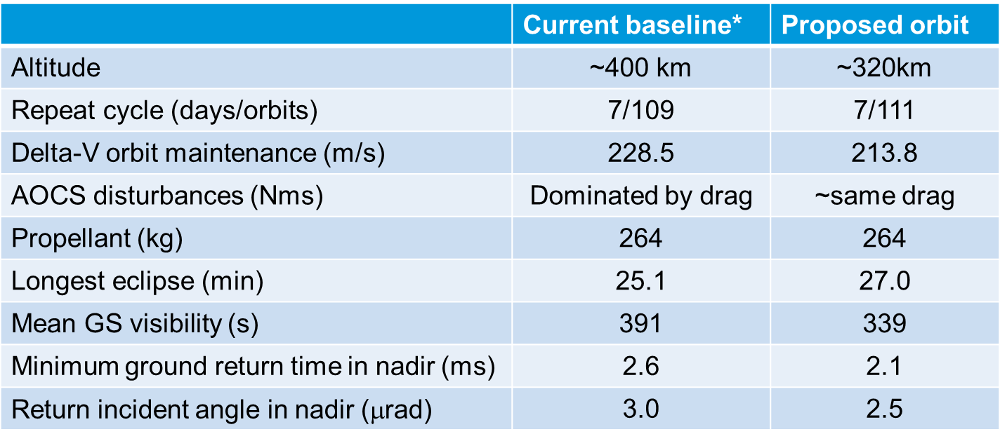 Current baseline* Proposed orbit
Altitude ~400 km ~320km
Repeat cycle (days/orbits) 7/109 7/111
Delta-V orbit maintenance (m/s) 228.5 213.8
AOCS disturbances (Nms) Dominated by drag ~same drag
Propellant (kg) 264 264
Longest eclipse (min) 25.1 27.0
Mean GS visibility (s) 391 339
Minimum ground return time in nadir (ms) 2.6 2.1
Return incident angle in nadir (μrad) 3.0 2.5